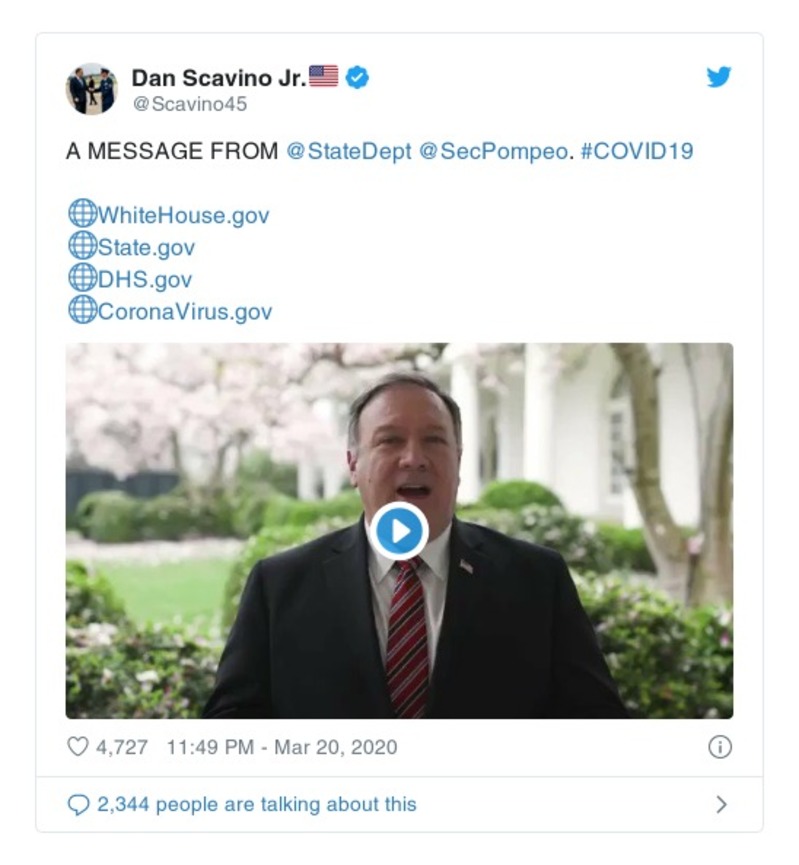 Dan Scavino Jr.
@Scavino45
A MESSAGE FROM @StateDept @SecPompeo. #COVID19
WhiteHouse.gov
State.gov
DHS.gov
CoronaVirus.gov
4,727 11:49 PM - Mar 20, 2020
2,344 people are talking about this